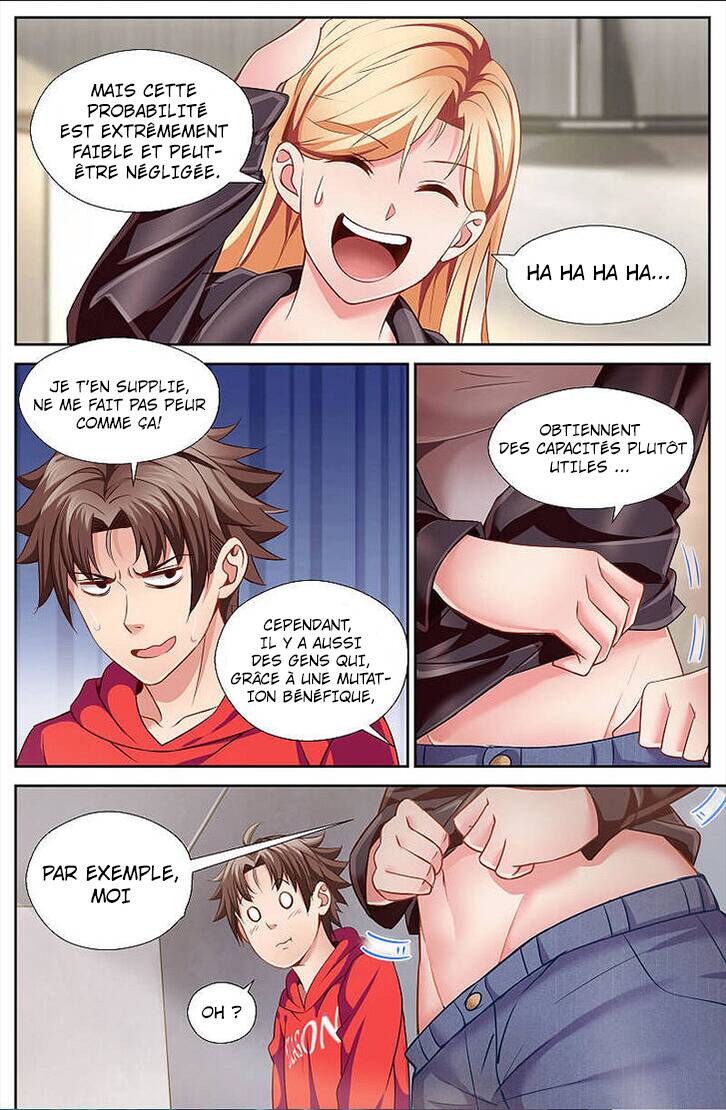 MAIS CETTE
PROBABILITÉ
EST EXTRÊMEMENT
FAIBLE ET PEUT-
ÊTRE NÉGLIGÉE.
HA HA HA HA...
JE T'EN SUPPLIE,
NE ME FAIT PAS PEUR
COMME ÇA!
CEPENDANT,
IL Y A AUSSI
DES GENS QUI,
GRÂCE À UNE MUTAT-
ION BÉNÉFIQUE,
OBTIENNENT
DES CAPACITÉS PLUTÔT
UTILES ...
PAR EXEMPLE,
MOI
OH ?